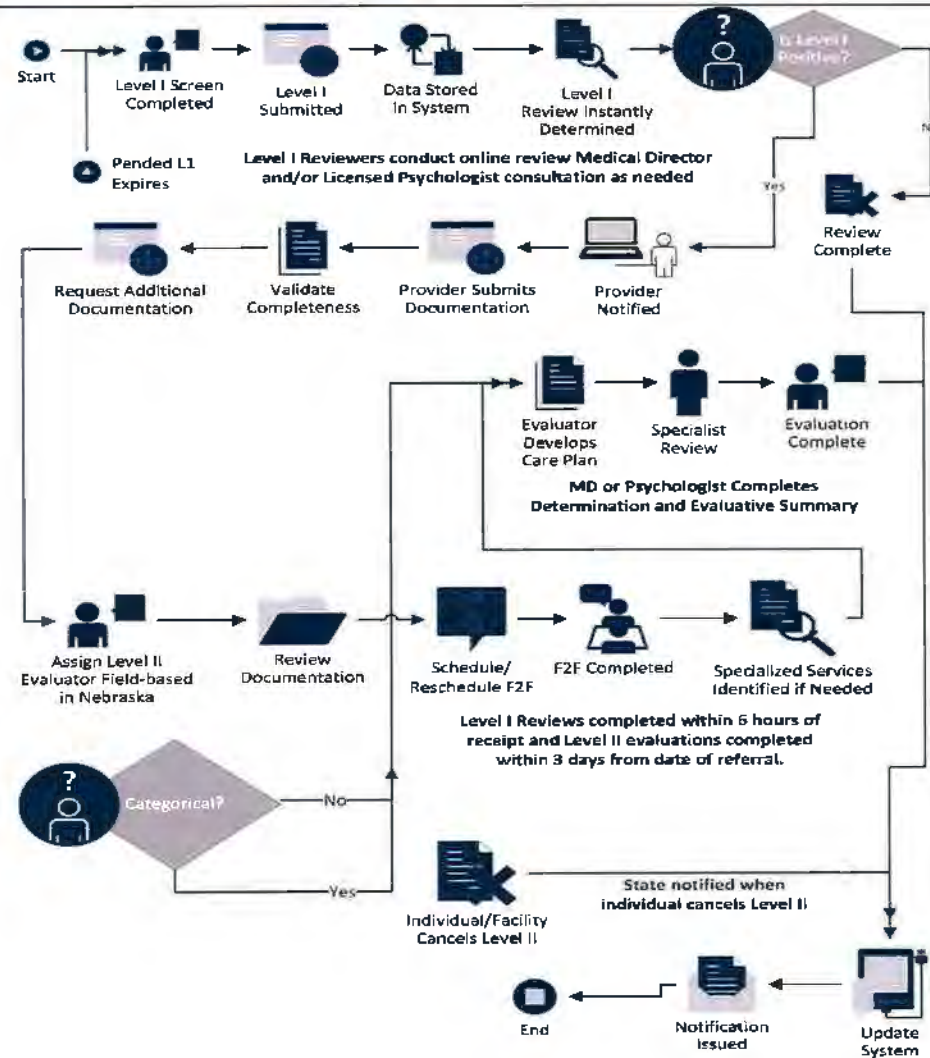 ?
Is Level I
Positive?
Start
Level I Screen
Completed
Level I
Submitted
Data Stored
in System
Level I
Review Instantly
Determined
Pended L1
Expires
Level I Reviewers conduct online review Medical Director
and/or Licensed Psychologist consultation as needed
Yes
N
Review
Complete
Request Additional
Documentation
Validate
Completeness
Provider Submits
Documentation
Provider
Notified
Evaluator
Develops
Care Plan
Specialist
Review
Evaluation
Complete
MD or Psychologist Completes
Determination and Evaluative Summary
Assign Level II
Evaluator Field-based
in Nebraska
Review
Documentation
Schedule/
Reschedule F2F
F2F Completed
Specialized Services
Identified if Needed
Level I Reviews completed within 6 hours of
receipt and Level II evaluations completed
within 3 days from date of referral.
?
Categorical?
No
Yes
Individual/Facility
Cancels Level II
State notified when
individual cancels Level II
End
Notification
Issued
Update
System